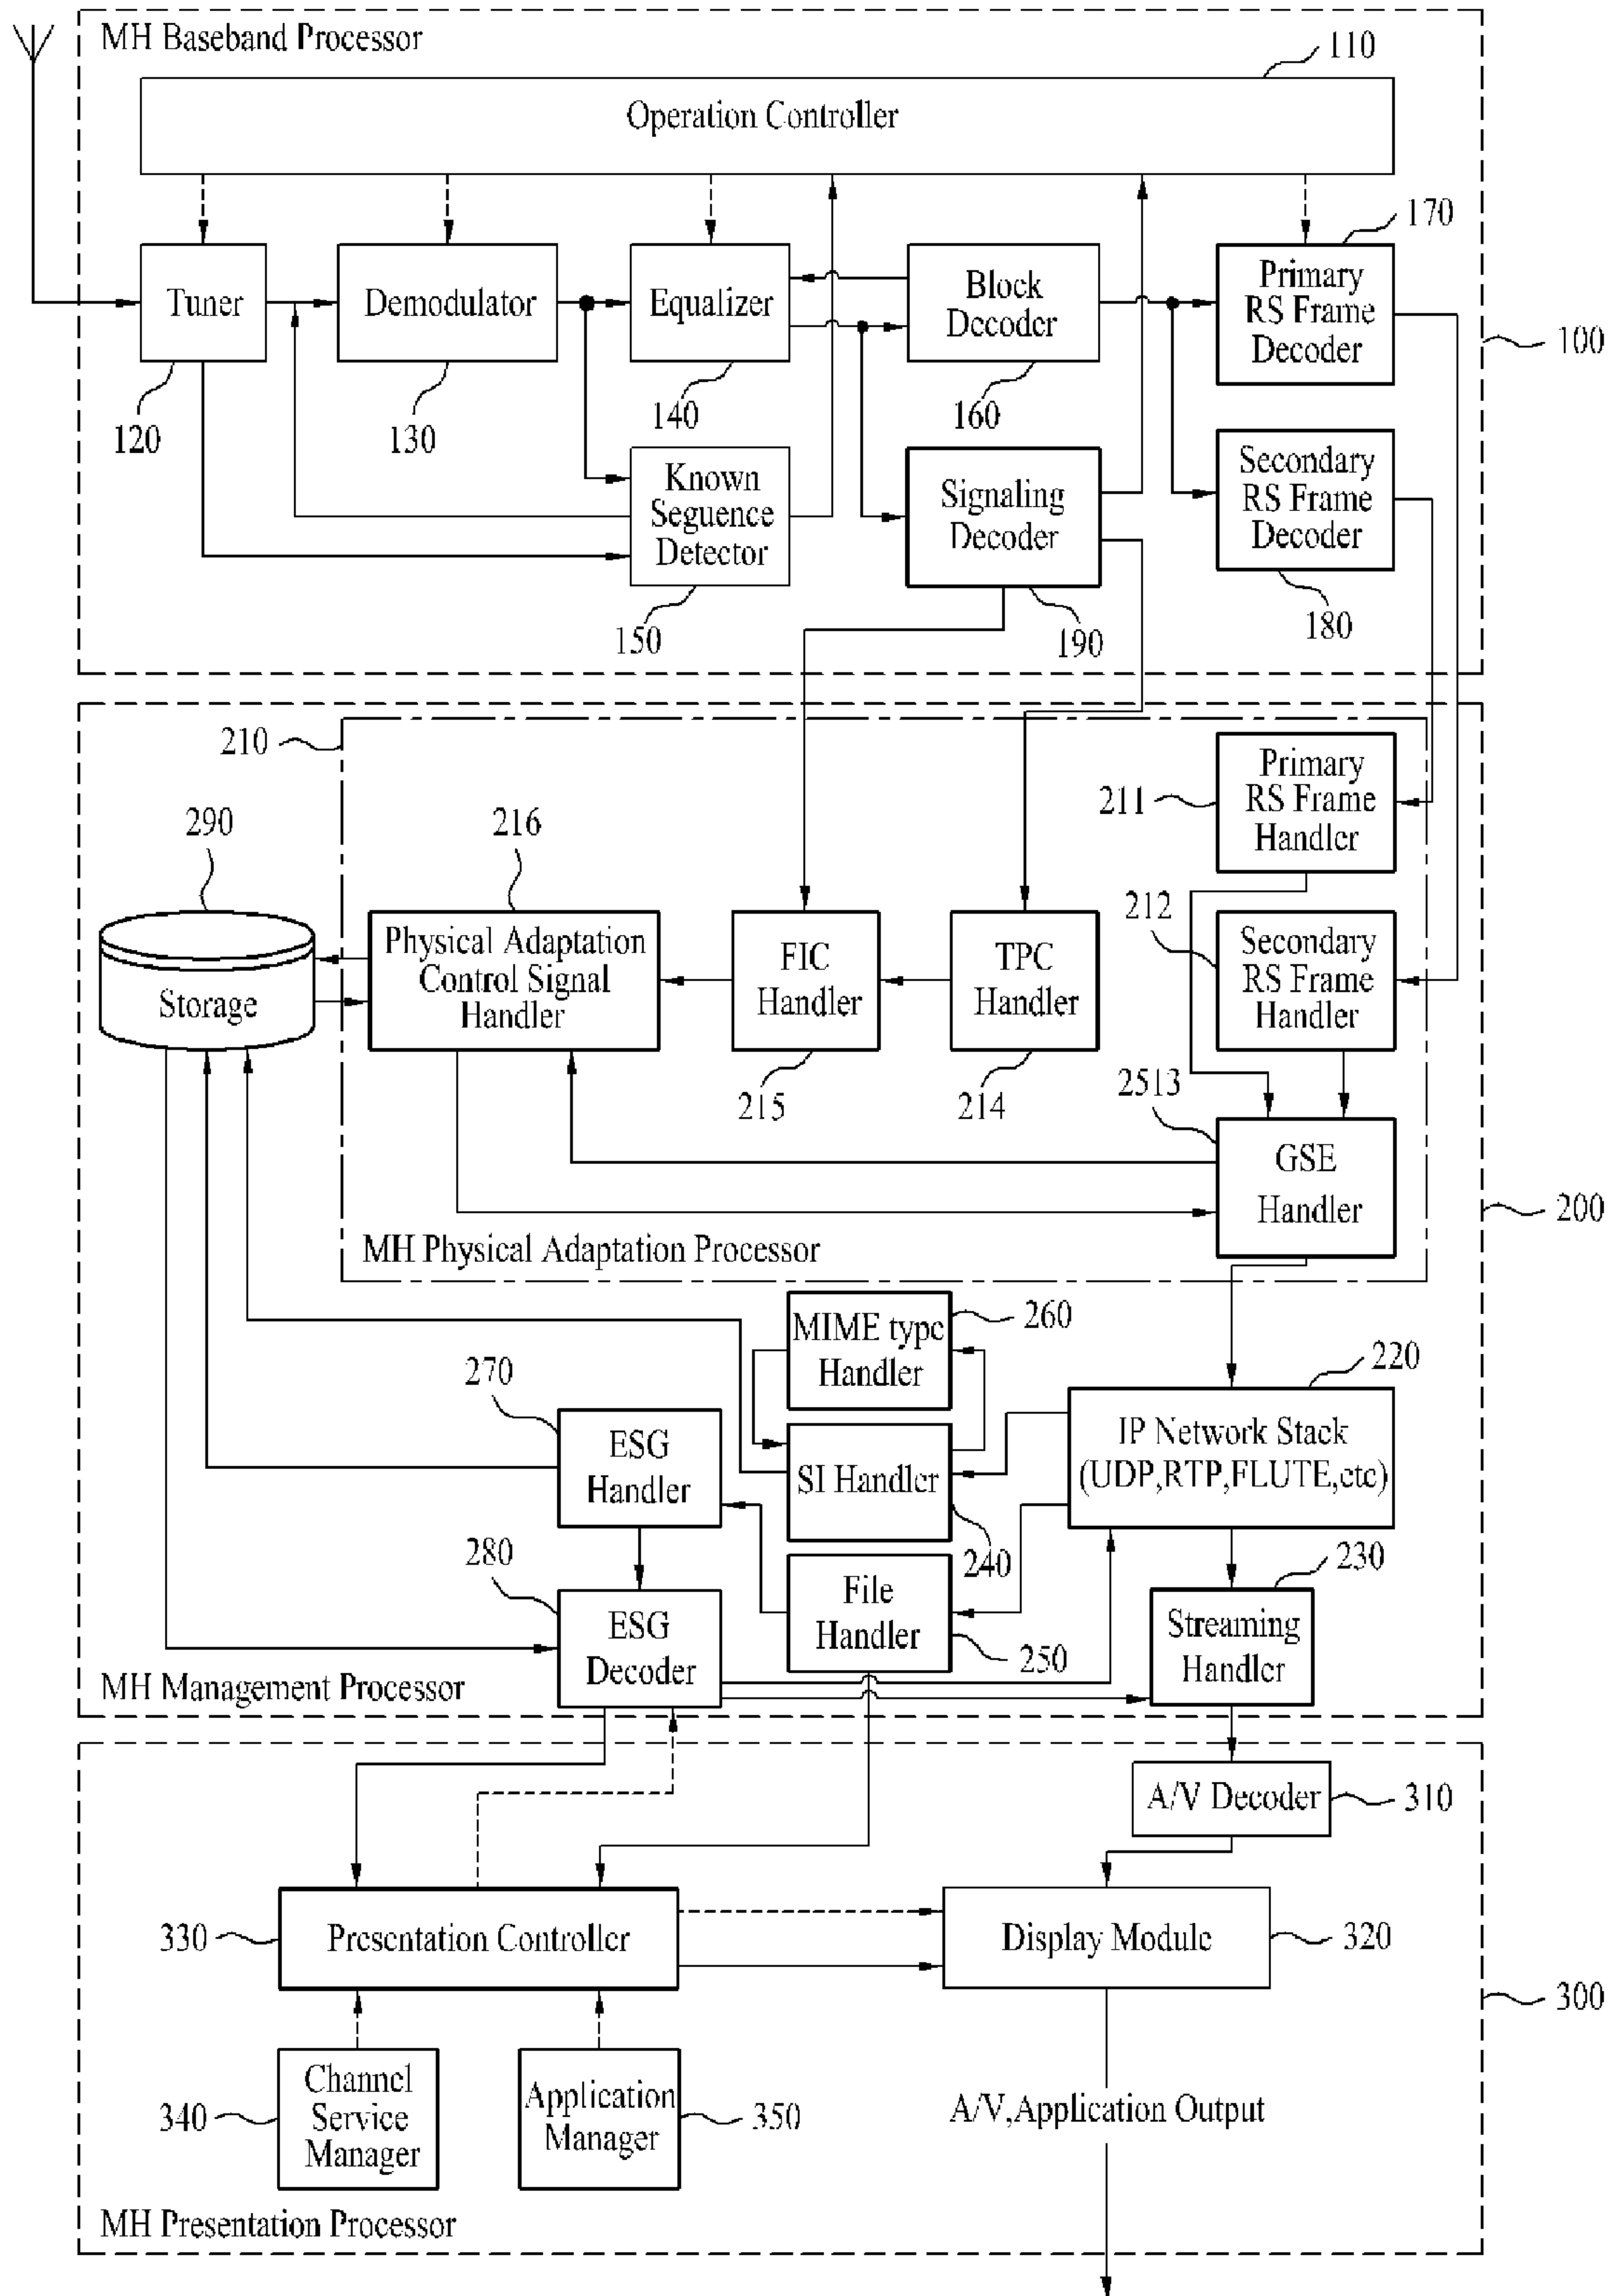 MH Baseband Processor
110
Operation Controller
170
Tuner
Demodulator
Equalizer
Block
Decoder
Primary
RS Frame
Decoder
100
120
130
140
160
Known
Seguence
Detector
Signaling
Decoder
Secondary
RS Frame
Decoder
150
190
180
210
Primary
RS Frame
Handler
211
290
216
212
Storage
Physical Adaptation
Control Signal
Handler
FIC
Handler
TPC
Handler
Secondary
RS Frame
Handler
215
214
2513
GSE
Handler
200
MH Physical Adaptation Processor
MIME type
Handler
260
220
270
ESG
Handler
SI Handler
IP Network Stack
(UDP,RTP,FLUTE,etc)
240
280
230
ESG
Decoder
File
Handler
250
Streaming
Handler
MH Management Processor
A/V Decoder
310
330
Presentation Controller
Display Module
320
300
340
Channel
Service
Manager
Application
Manager
350
A/V,Application Output
MH Presentation Processor